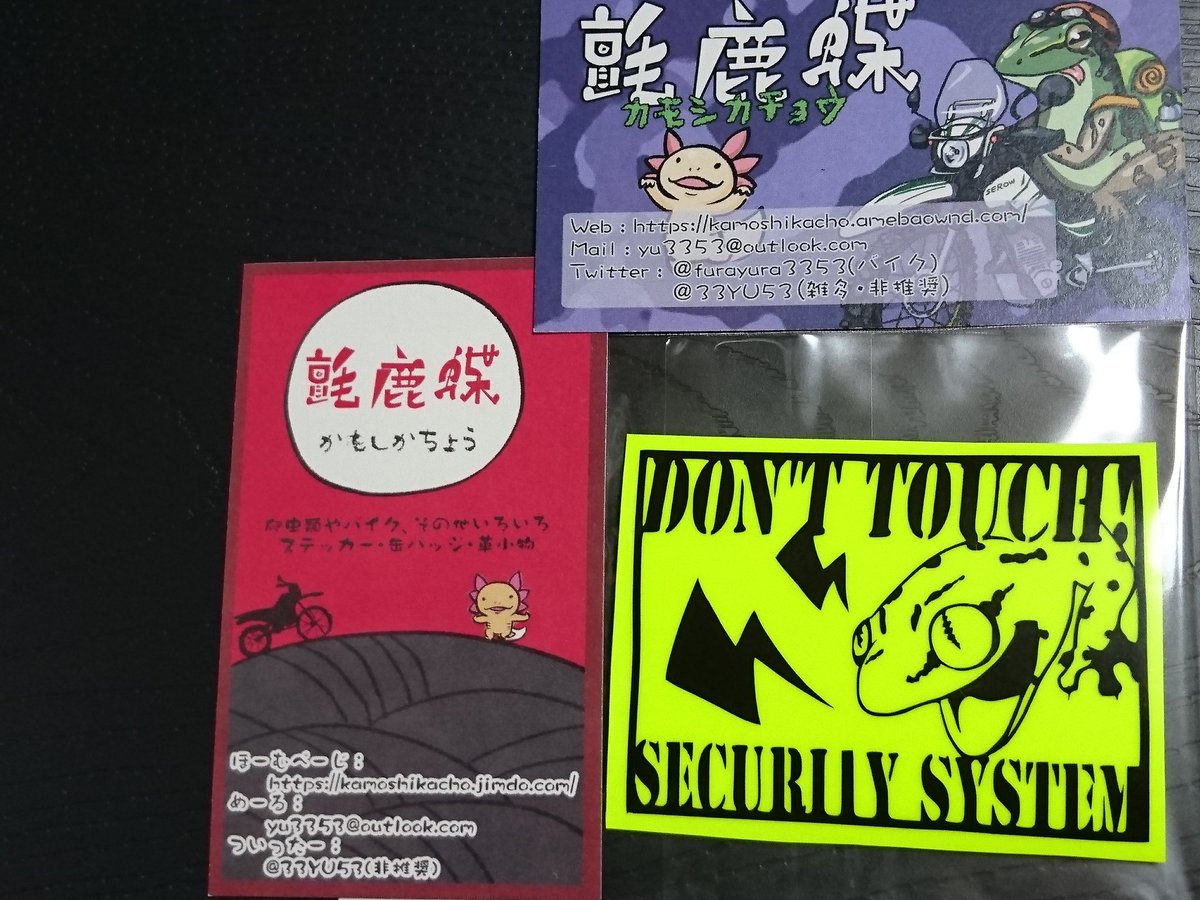 氈鹿蝶
カモシカチョウ
SEROW
Web : https://kamoshikacho.amebaownd.com/
Mail : yu3353@outlook.com
Twitter : @furayura3353(バイク)
@33YU53(雑多・非推奨)
氈鹿蝶
かもしかちょう
爬虫類やバイク、その他いろいろ
ステッカー・缶バッジ・革小物
ほーむぺーじ:
https://kamoshikacho.jimdo.com/
めーる:
yu3353@outlook.com
ついったー:
@33YU53(非推奨)
DON'T TOUCH
SECURITY SYSTEM